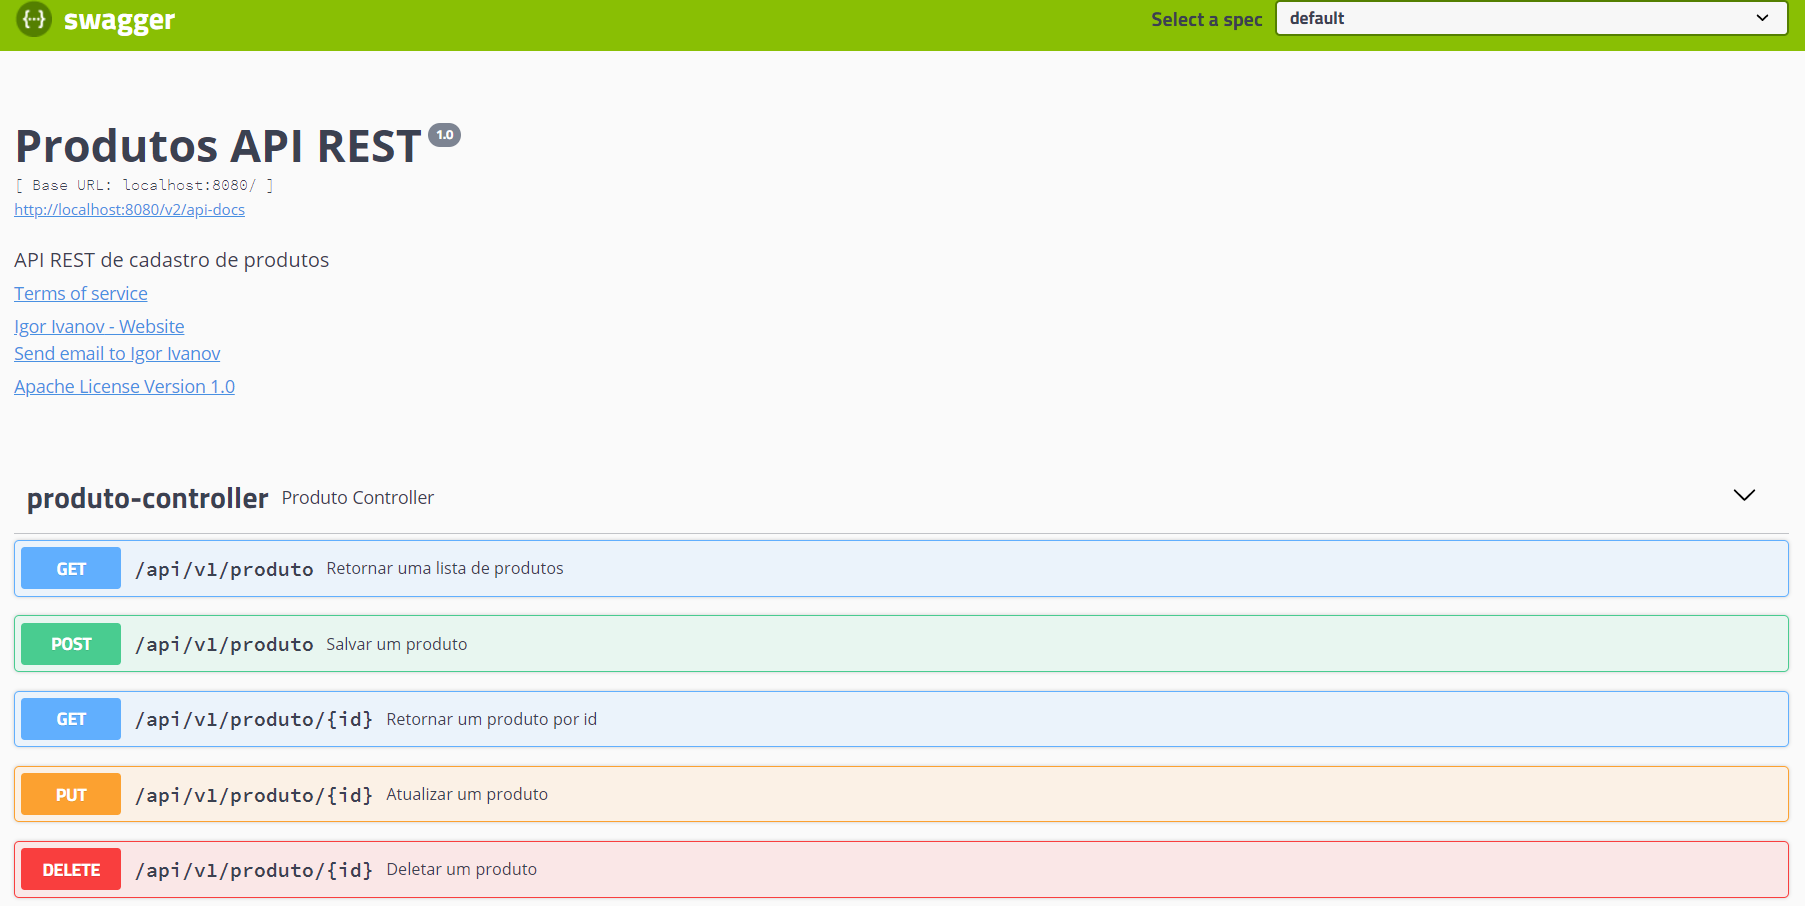 {···} swagger Select a spec default
Produtos API REST 1.0
[ Base URL: localhost:8080/ ]
http://localhost:8080/v2/api-docs
API REST de cadastro de produtos
Terms of service
Igor Ivanov - Website
Send email to Igor Ivanov
Apache License Version 1.0
produto-controller Produto Controller
GET /api/v1/produto Retornar uma lista de produtos
POST /api/v1/produto Salvar um produto
GET /api/v1/produto/{id} Retornar um produto por id
PUT /api/v1/produto/{id} Atualizar um produto
DELETE /api/v1/produto/{id} Deletar um produto